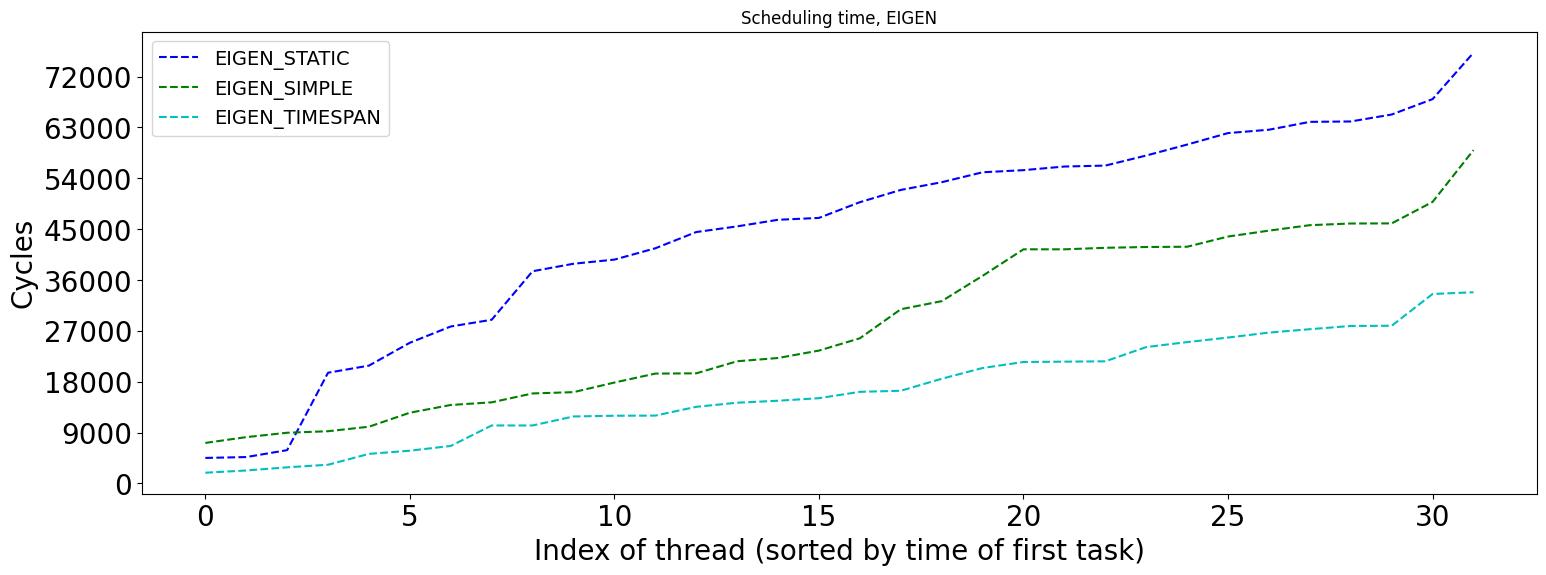 Scheduling time, EIGEN
EIGEN_STATIC
EIGEN_SIMPLE
EIGEN_TIMESPAN
72000
63000
54000
45000
36000
27000
18000
9000
0
Cycles
0 5 10 15 20 25 30
Index of thread (sorted by time of first task)